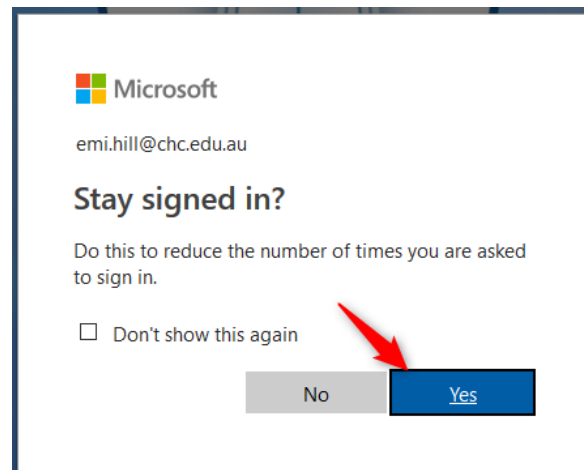 Microsoft
emi.hill@chc.edu.au
Stay signed in?
Do this to reduce the number of times you are asked
to sign in.
Don't show this again
No
Yes